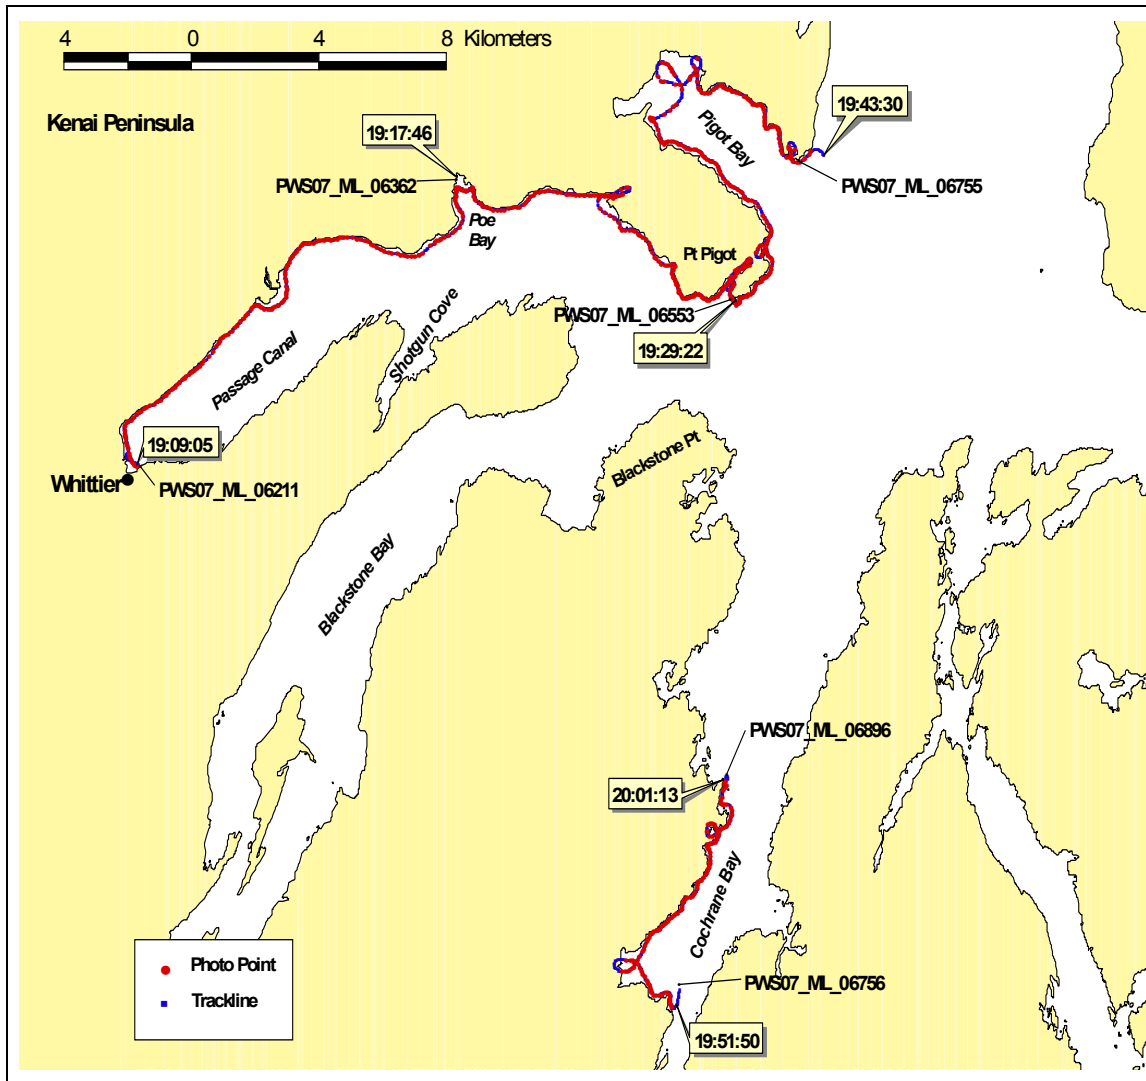 4 0 4 8 Kilometers
Kenai Peninsula
19:43:30
19:17:46
Pigot Bay
PWS07_ML_06362
PWS07_ML_06755
Poe
Bay
Pt Pigot
PWS07_ML_06553
Shotgun Cove
19:29:22
Passage Canal
19:09:05
Blackstone Pt
Whittier
PWS07_ML_06211
Blackstone Bay
PWS07_ML_06896
20:01:13
Cochrane Bay
Photo Point
PWS07_ML_06756
Trackline
19:51:50